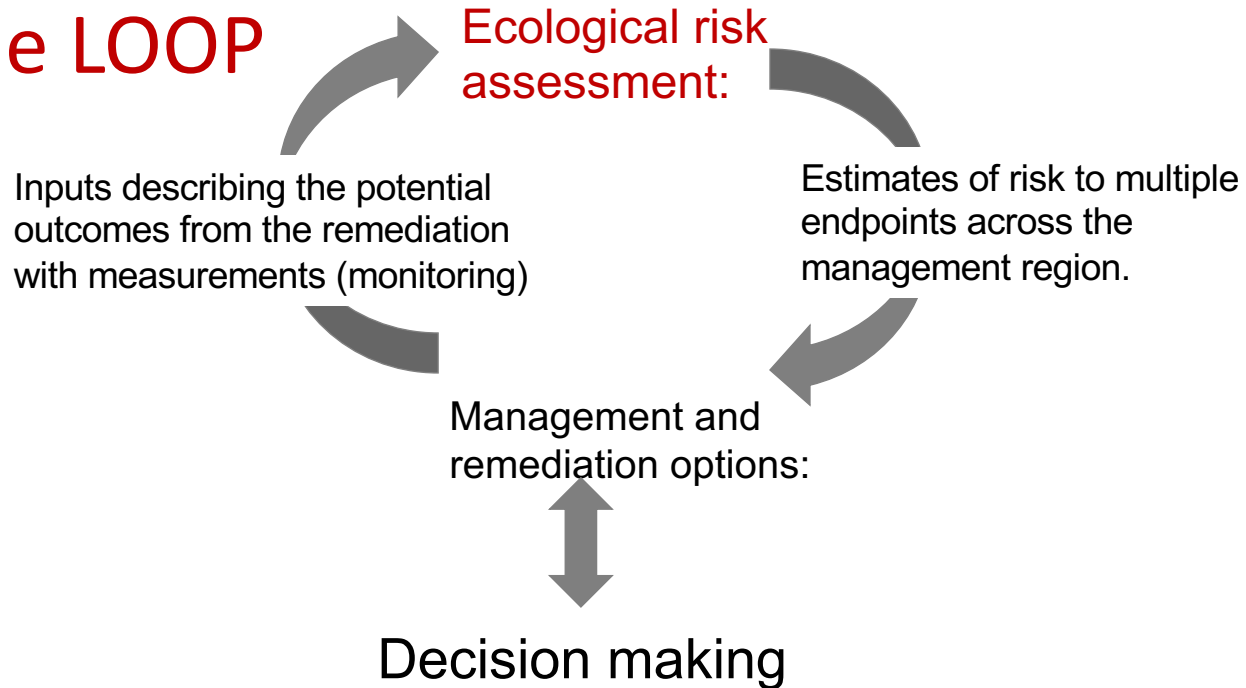 e LOOP
Ecological risk
assessment:
Inputs describing the potential
outcomes from the remediation
with measurements (monitoring)
Estimates of risk to multiple
endpoints across the
management region.
Management and
remediation options:
Decision making